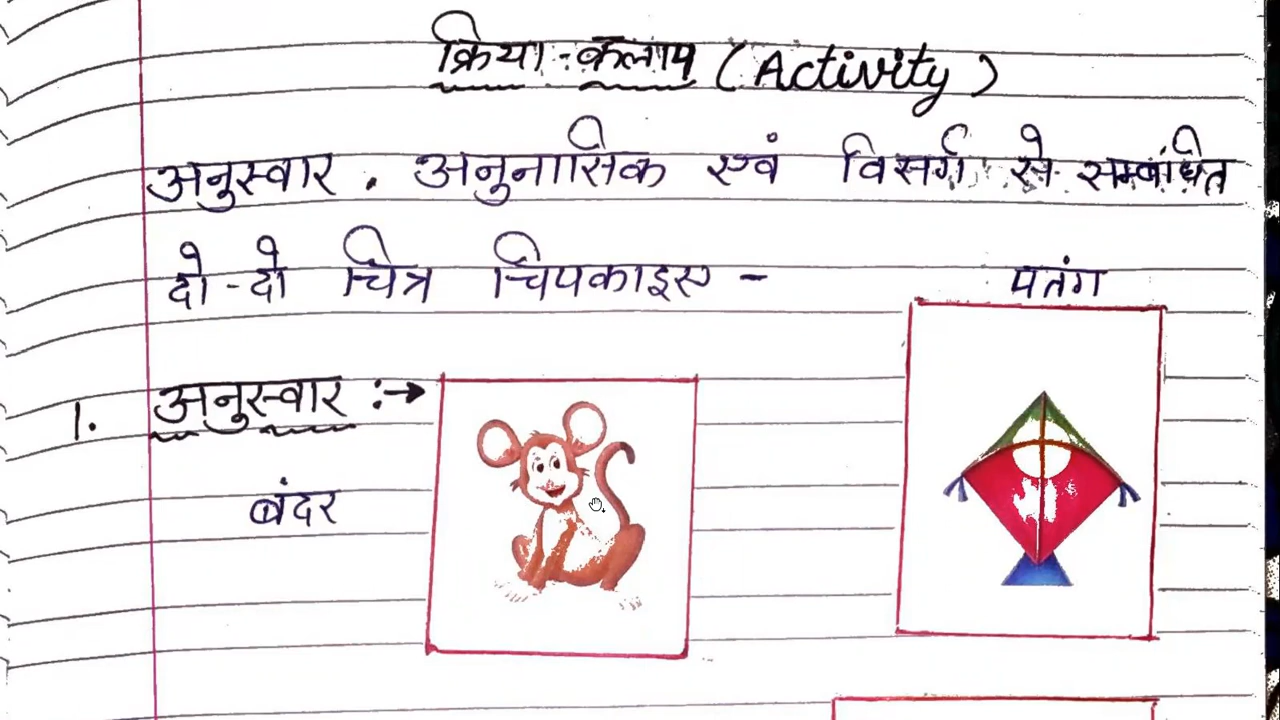 क्रिया-कलाप (Activity)
अनुस्वार, अनुनासिक एवं विसर्ग से सम्बंधित
दो-दो चित्र चिपकाइए -
पतंग
1. अनुस्वार :→
बंदर